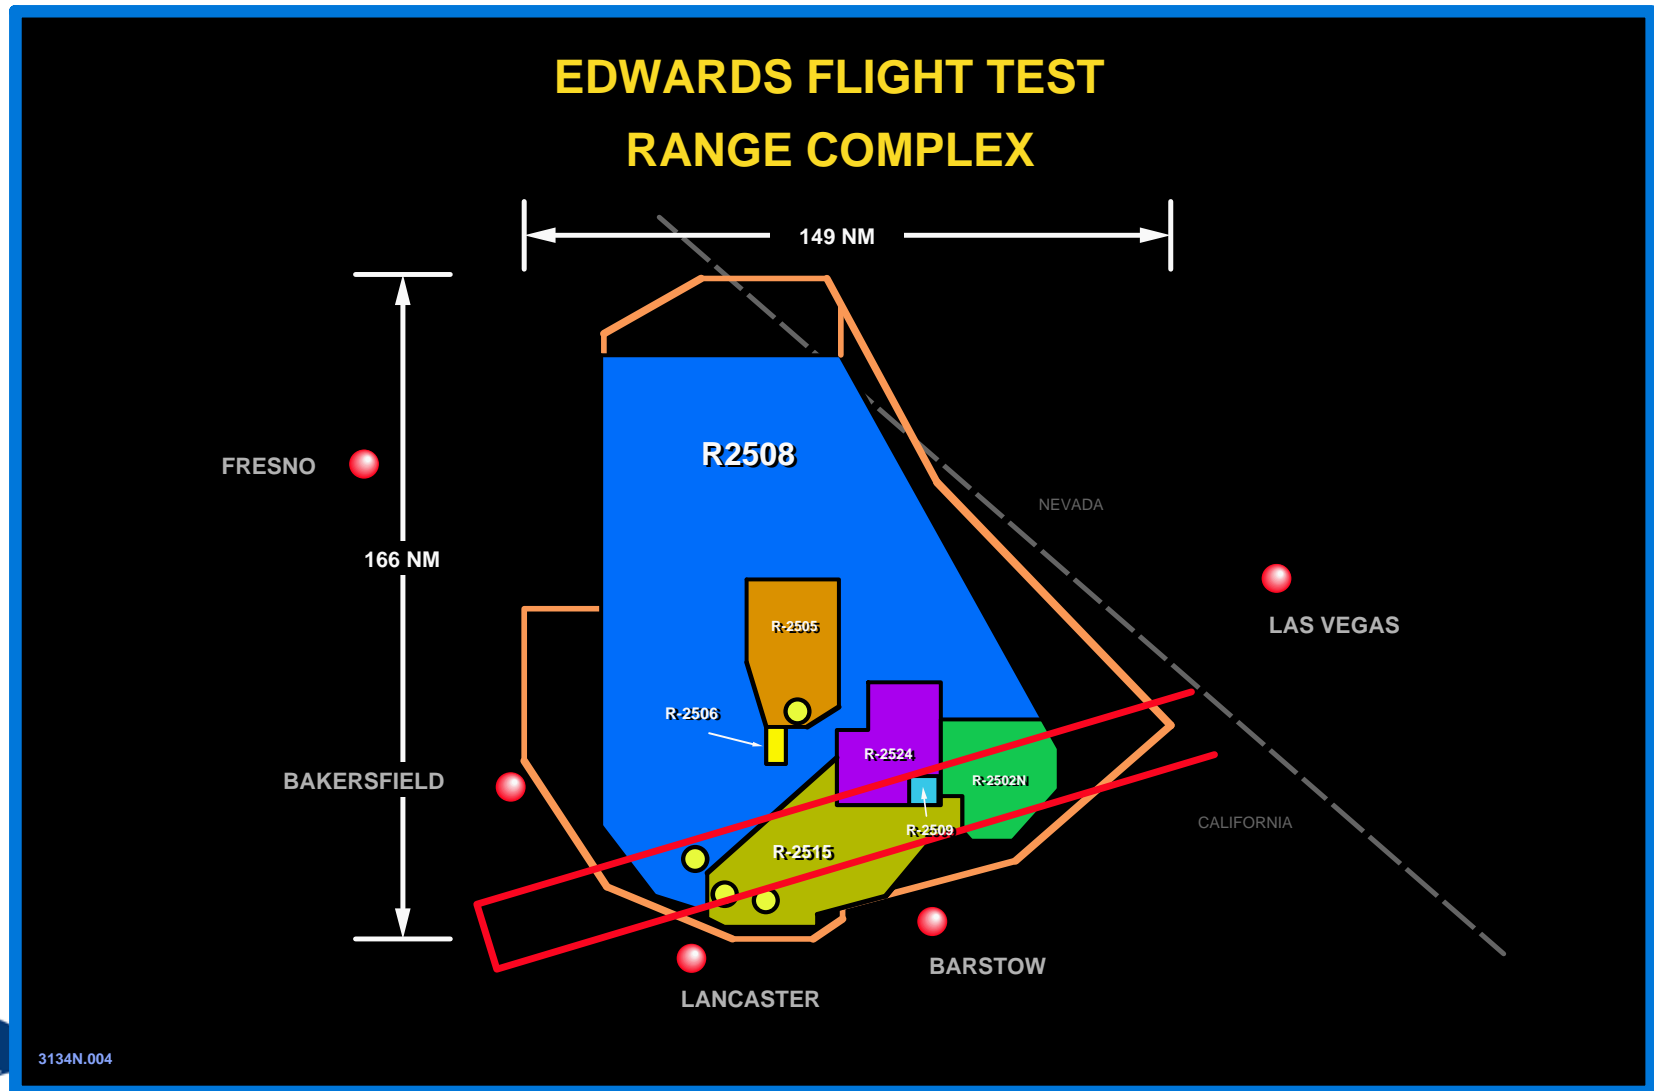 EDWARDS FLIGHT TEST
RANGE COMPLEX
149 NM
R2508
FRESNO
NEVADA
166 NM
LAS VEGAS
R-2505
R-2506
R-2524
BAKERSFIELD
R-2502N
CALIFORNIA
R-2509
R-2515
BARSTOW
LANCASTER
3134N.004